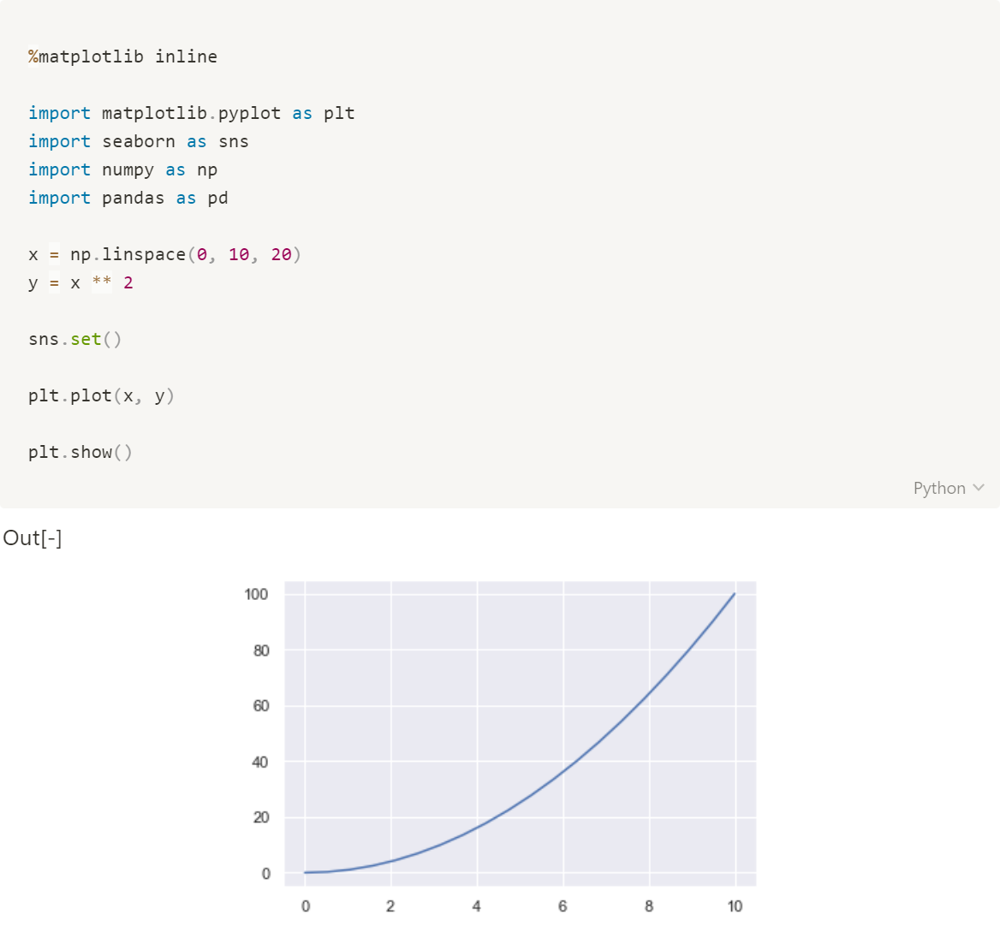 %matplotlib inline
import matplotlib.pyplot as plt
import seaborn as sns
import numpy as np
import pandas as pd
x = np.linspace(0, 10, 20)
y = x ** 2
sns.set()
plt.plot(x, y)
plt.show()
Python
Out[-]
100
80
60
40
20
0
0 2 4 6 8 10